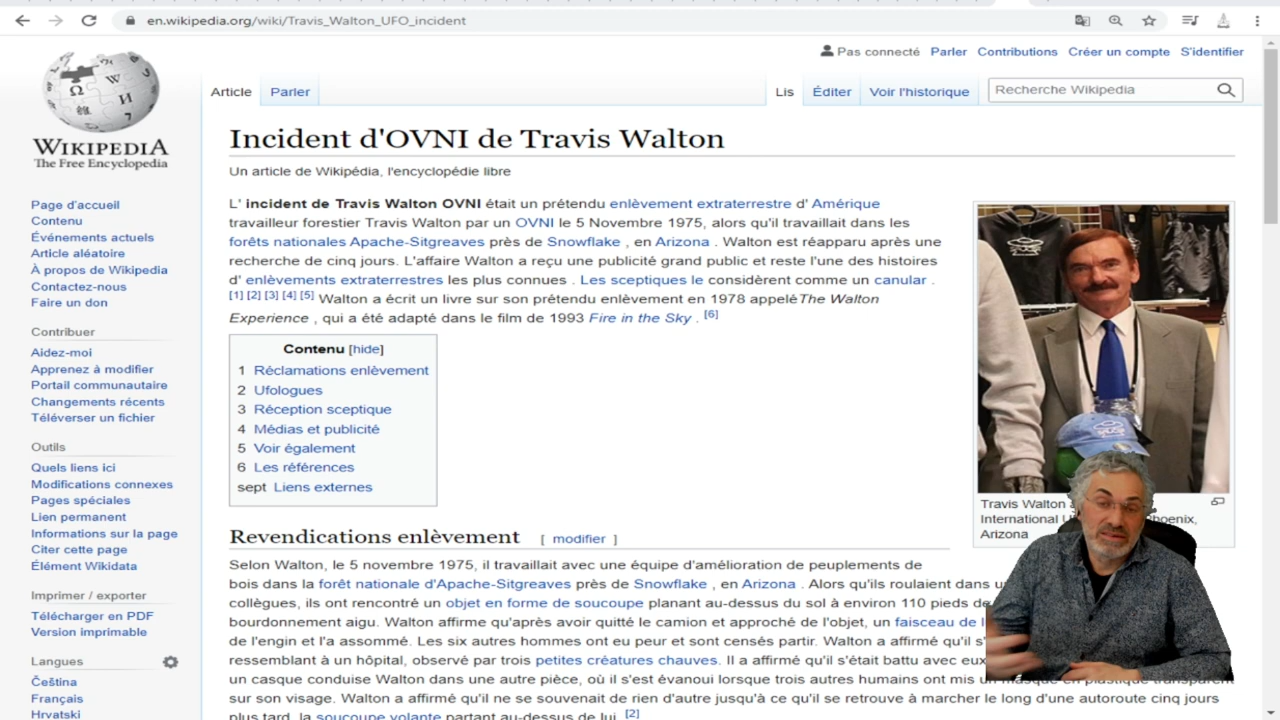 en.wikipedia.org/wiki/Travis_Walton_UFO_incident
Pas connecté Parler Contributions Créer un compte S'identifier
Article Parler Lis Éditer Voir l'historique Recherche Wikipedia
WIKIPEDIA
The Free Encyclopedia
Page d'accueil
Contenu
Événements actuels
Article aléatoire
À propos de Wikipedia
Contactez-nous
Faire un don
Contribuer
Aidez-moi
Apprenez à modifier
Portail communautaire
Changements récents
Téléverser un fichier
Outils
Quels liens ici
Modifications connexes
Pages spéciales
Lien permanent
Informations sur la page
Citer cette page
Élément Wikidata
Imprimer / exporter
Télécharger en PDF
Version imprimable
Langues
Čeština
Français
Hrvatski
Incident d'OVNI de Travis Walton
Un article de Wikipédia, l'encyclopédie libre
L' incident de Travis Walton OVNI était un prétendu enlèvement extraterrestre d' Amérique
travailleur forestier Travis Walton par un OVNI le 5 Novembre 1975, alors qu'il travaillait dans les
forêts nationales Apache-Sitgreaves près de Snowflake , en Arizona . Walton est réapparu après une
recherche de cinq jours. L'affaire Walton a reçu une publicité grand public et reste l'une des histoires
d' enlèvements extraterrestres les plus connues . Les sceptiques le considèrent comme un canular .
[1] [2] [3] [4] [5] Walton a écrit un livre sur son prétendu enlèvement en 1978 appeléThe Walton
Experience , qui a été adapté dans le film de 1993 Fire in the Sky . [6]
Contenu [hide]
1 Réclamations enlèvement
2 Ufologues
3 Réception sceptique
4 Médias et publicité
5 Voir également
6 Les références
sept Liens externes
Travis Walton
International Phoenix,
Arizona
Revendications enlèvement [ modifier ]
Selon Walton, le 5 novembre 1975, il travaillait avec une équipe d'amélioration de peuplements de
bois dans la forêt nationale d'Apache-Sitgreaves près de Snowflake , en Arizona . Alors qu'ils roulaient dans
collègues, ils ont rencontré un objet en forme de soucoupe planant au-dessus du sol à environ 110 pieds de
bourdonnement aigu. Walton affirme qu'après avoir quitté le camion et approché de l'objet, un faisceau de
de l'engin et l'a assommé. Les six autres hommes ont eu peur et sont censés partir. Walton a affirmé qu'il
ressemblant à un hôpital, observé par trois petites créatures chauves. Il a affirmé qu'il s'était battu avec eux
un casque conduise Walton dans une autre pièce, où il s'est évanoui lorsque trois autres humains ont mis un masque en plastique transparent
sur son visage. Walton a affirmé qu'il ne se souvenait de rien d'autre jusqu'à ce qu'il se retrouve à marcher le long d'une autoroute cinq jours
plus tard, la soucoupe volante partant au-dessus de lui. [2]